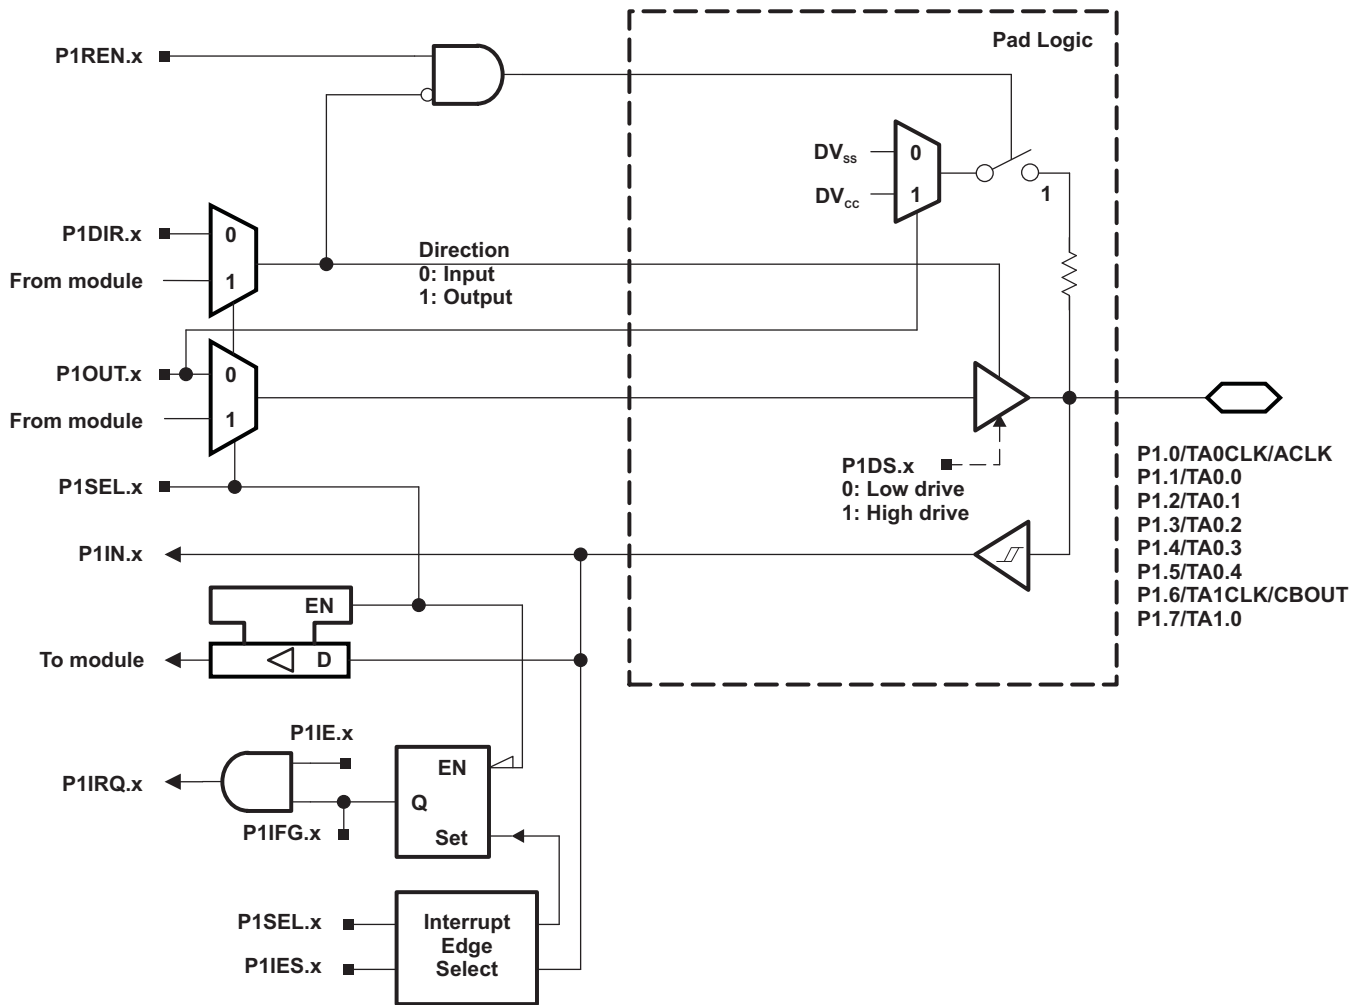 Pad Logic
P1REN.x
DVSS 0
DVCC 1
1
P1DIR.x 0
From module 1
Direction
0: Input
1: Output
P1OUT.x 0
From module 1
P1SEL.x
P1DS.x
0: Low drive
1: High drive
P1.0/TA0CLK/ACLK
P1.1/TA0.0
P1.2/TA0.1
P1.3/TA0.2
P1.4/TA0.3
P1.5/TA0.4
P1.6/TA1CLK/CBOUT
P1.7/TA1.0
P1IN.x
EN
To module D
P1IE.x
EN
P1IRQ.x
Q
P1IFG.x
Set
P1SEL.x
P1IES.x
Interrupt
Edge
Select